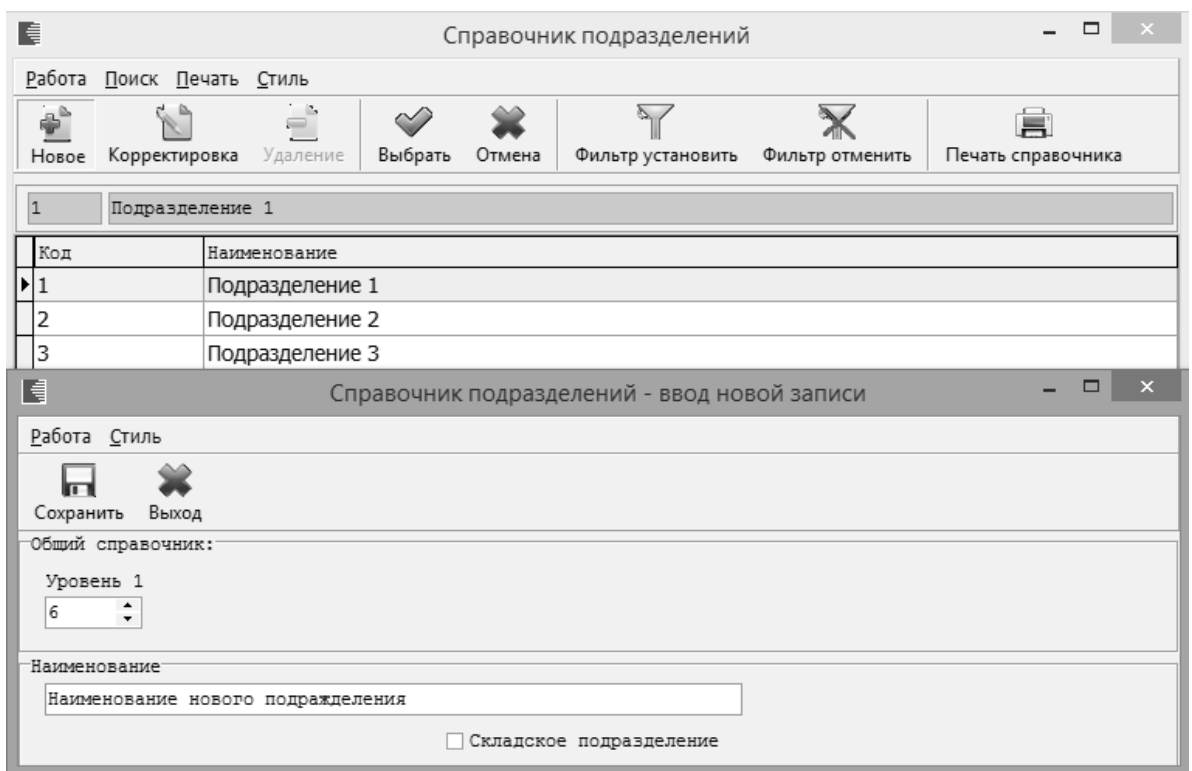 Справочник подразделений
Работа Поиск Печать Стиль
Новое Корректировка Удаление Выбрать Отмена Фильтр установить Фильтр отменить Печать справочника
1 Подразделение 1
Код Наименование
1 Подразделение 1
2 Подразделение 2
3 Подразделение 3
Справочник подразделений - ввод новой записи
Работа Стиль
Сохранить Выход
Общий справочник:
Уровень 1
6
Наименование
Наименование нового подражделения
Складское подразделение